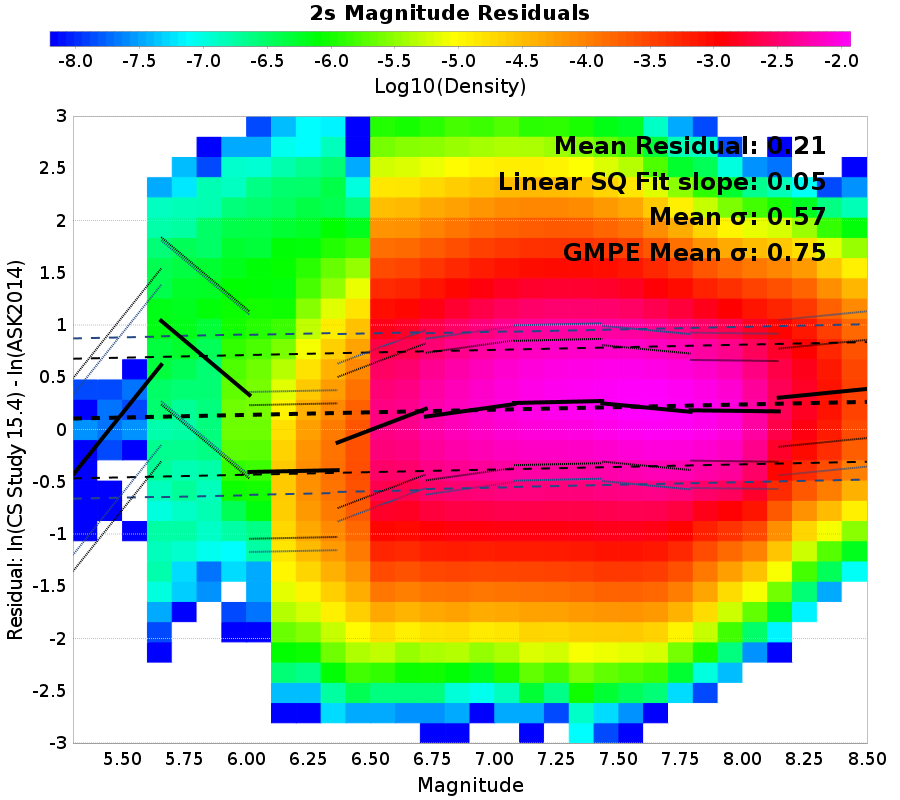 2s Magnitude Residuals
-8.0 -7.5 -7.0 -6.5 -6.0 -5.5 -5.0 -4.5 -4.0 -3.5 -3.0 -2.5 -2.0
Log10(Density)
Mean Residual: 0.21
Linear SQ Fit slope: 0.05
Mean σ: 0.57
GMPE Mean σ: 0.75
Residual: ln(CS Study 15.4) - ln(ASK2014)
3
2.5
2
1.5
1
0.5
0
-0.5
-1
-1.5
-2
-2.5
-3
5.50 5.75 6.00 6.25 6.50 6.75 7.00 7.25 7.50 7.75 8.00 8.25 8.50
Magnitude